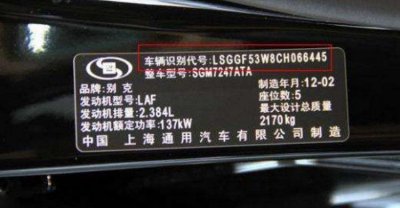 车辆识别代号:LSGGF53W8CH066445
整车型号:SGM7247ATA
品牌:别克
制造年月:12-02
发动机型号:LAF
座位数:5
发动机排量:2.384L
最大设计总质量
发动机额定功率:137kW
2170kg
中国 上海通用汽车有限公司 制造